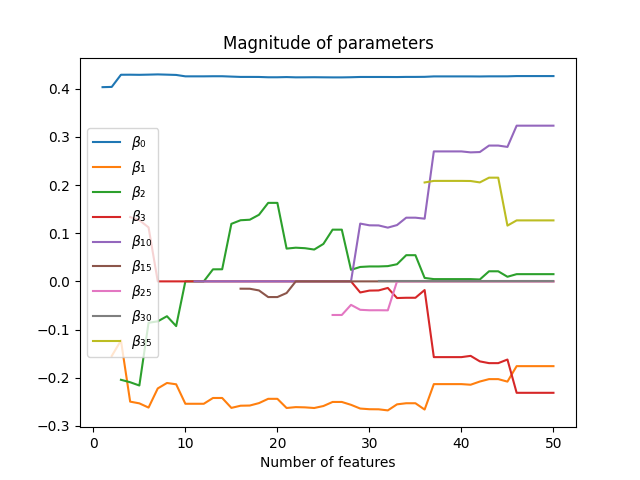 Magnitude of parameters
0.4
0.3
0.2
0.1
0.0
−0.1
−0.2
−0.3
β₀
β₁
β₂
β₃
β₁₀
β₁₅
β₂₅
β₃₀
β₃₅
0 10 20 30 40 50
Number of features